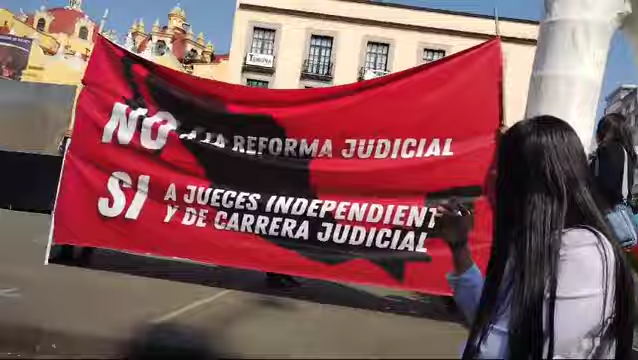 NO A LA REFORMA JUDICIAL
SI A JUECES INDEPENDIENT
Y DE CARRERA JUDICIAL